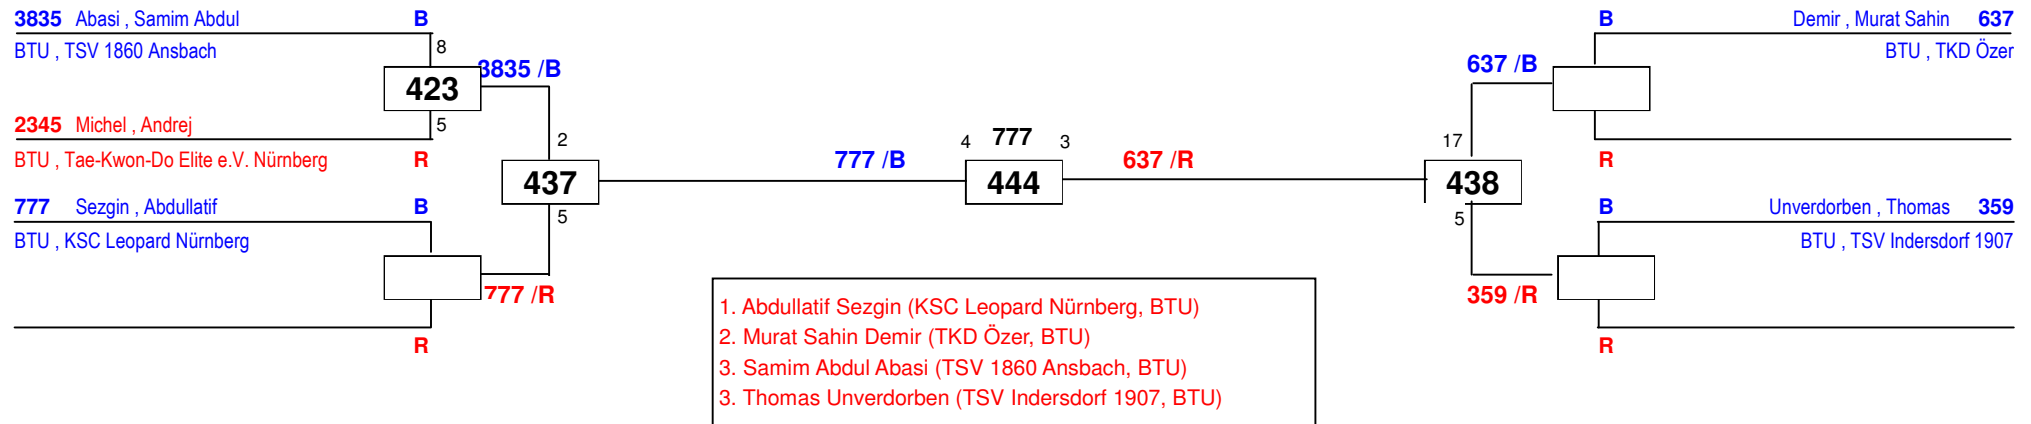 3835 Abasi , Samim Abdul B
BTU , TSV 1860 Ansbach
8
423
3835 /B
2345 Michel , Andrej
5
BTU , Tae-Kwon-Do Elite e.V. Nürnberg R
777 Sezgin , Abdullatif B
BTU , KSC Leopard Nürnberg
777 /R
R
2
437
5
777 /B
4 777 3
444
637 /R
B Demir , Murat Sahin 637
BTU , TKD Özer
637 /B
R
17
438
5
B Unverdorben , Thomas 359
BTU , TSV Indersdorf 1907
359 /R
R
1. Abdullatif Sezgin (KSC Leopard Nürnberg, BTU)
2. Murat Sahin Demir (TKD Özer, BTU)
3. Samim Abdul Abasi (TSV 1860 Ansbach, BTU)
3. Thomas Unverdorben (TSV Indersdorf 1907, BTU)